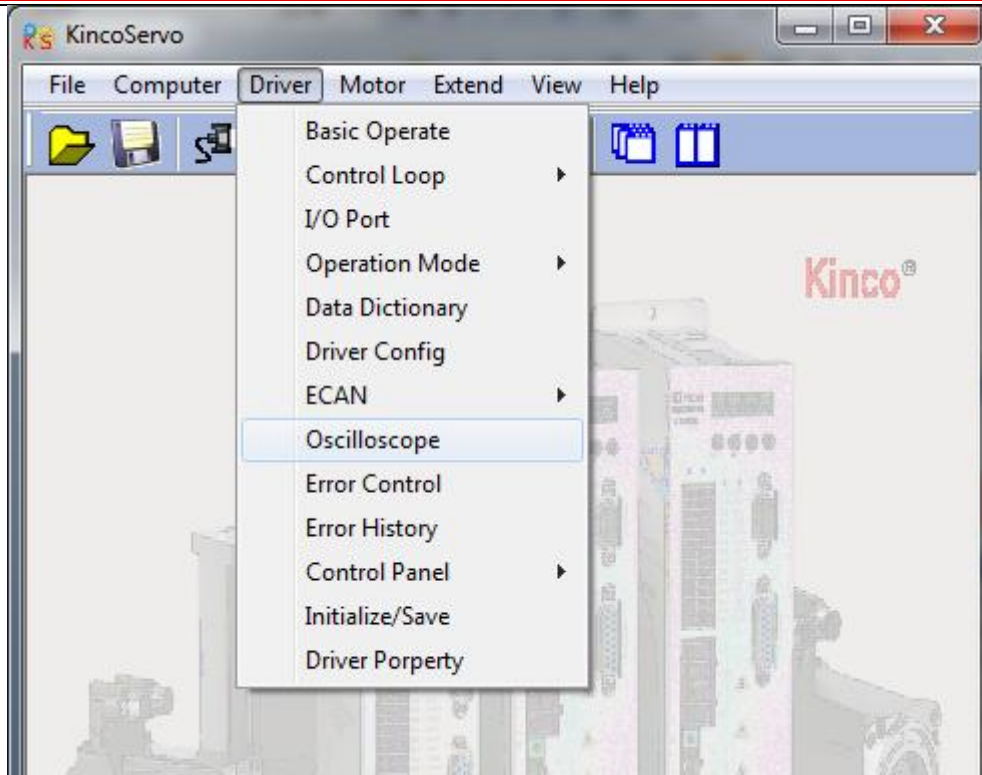 KincoServo
File Computer Driver Motor Extend View Help
Basic Operate
Control Loop
I/O Port
Operation Mode
Data Dictionary
Driver Config
ECAN
Oscilloscope
Error Control
Error History
Control Panel
Initialize/Save
Driver Porperty
Kinco®